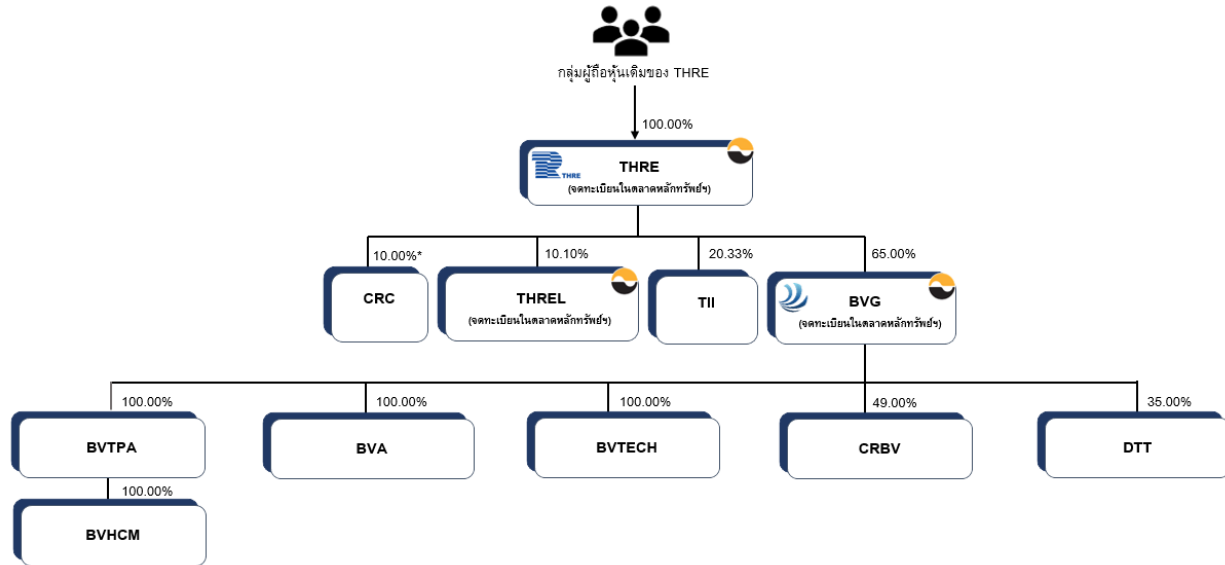 กลุ่มผู้ถือหุ้นเดิมของ THRE
100.00%
THRE
THRE
(จดทะเบียนในตลาดหลักทรัพย์ฯ)
10.00%*
10.10%
20.33%
65.00%
CRC
THREL
(จดทะเบียนในตลาดหลักทรัพย์ฯ)
TII
BVG
(จดทะเบียนในตลาดหลักทรัพย์ฯ)
100.00%
100.00%
100.00%
49.00%
35.00%
BVTPA
BVA
BVTECH
CRBV
DTT
100.00%
BVHCM